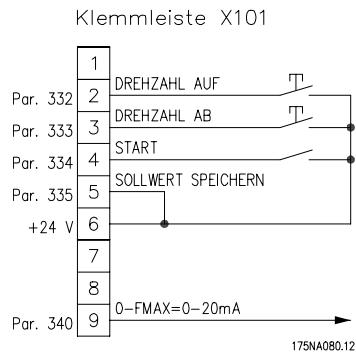 Klemmleiste X101
1
Par. 332 2 DREHZAHL AUF
Par. 333 3 DREHZAHL AB
Par. 334 4 START
Par. 335 5 SOLLWERT SPEICHERN
+24 V 6
7
8
Par. 340 9 0-FMAX=0-20mA
175NA080.12